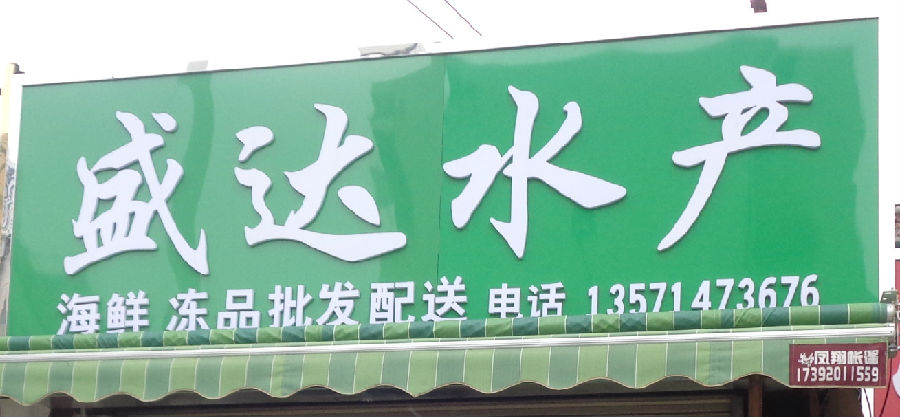 盛达水产
海鲜 冻品批发配送 电话 13571473676
凤翔帐篷
17392011559